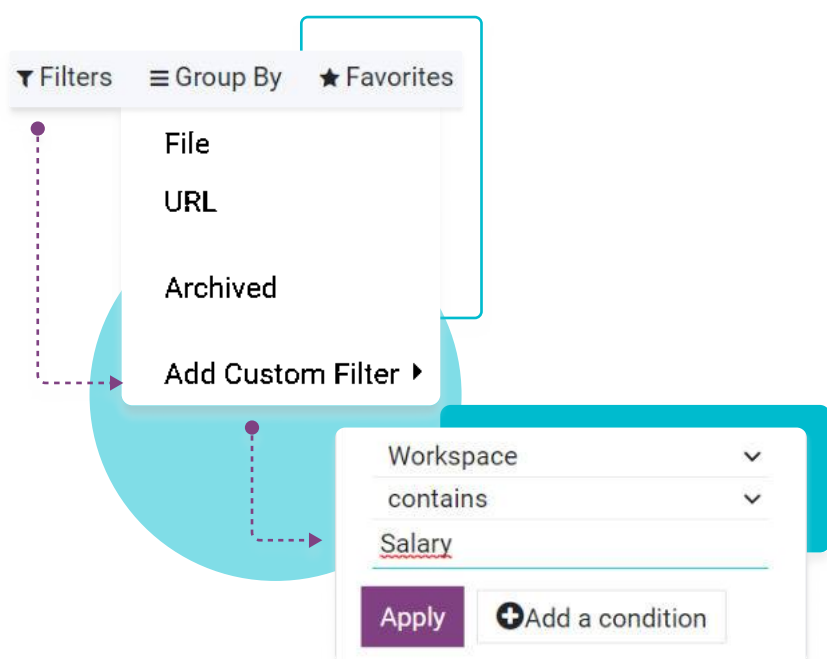 Filters Group By Favorites
File
URL
Archived
Add Custom Filter
Workspace
contains
Salary
Apply Add a condition